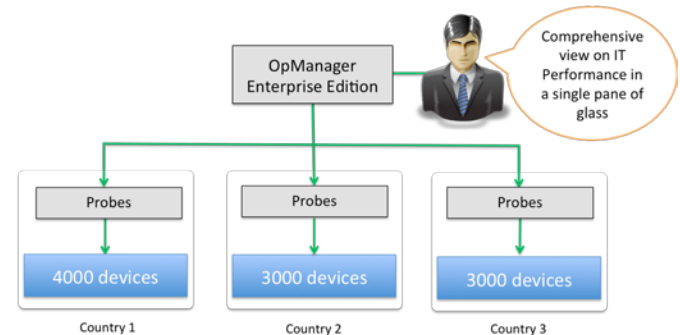 OpManager
Enterprise Edition
Comprehensive
view on IT
Performance in
a single pane of
glass
Probes
Probes
Probes
4000 devices
3000 devices
3000 devices
Country 1
Country 2
Country 3